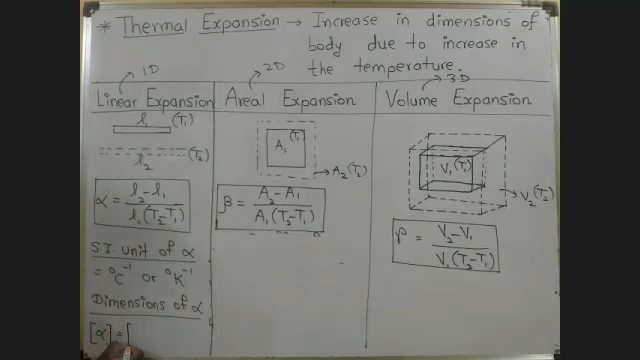 * Thermal Expansion → Increase in dimensions of
body due to increase in
the temperature.
1D
2D
3D
Linear Expansion
Areal Expansion
Volume Expansion
l₁ (T₁)
l₂ (T₂)
α = l₂-l₁ / l₁(T₂-T₁)
S.I. unit of α
= °C⁻¹ or °K⁻¹
Dimensions of α
[α] = [
A₁ (T₁)
A₂(T₂)
β = A₂-A₁ / A₁(T₂-T₁)
V₁(T₁)
V₂(T₂)
γ = V₂-V₁ / V₁(T₂-T₁)